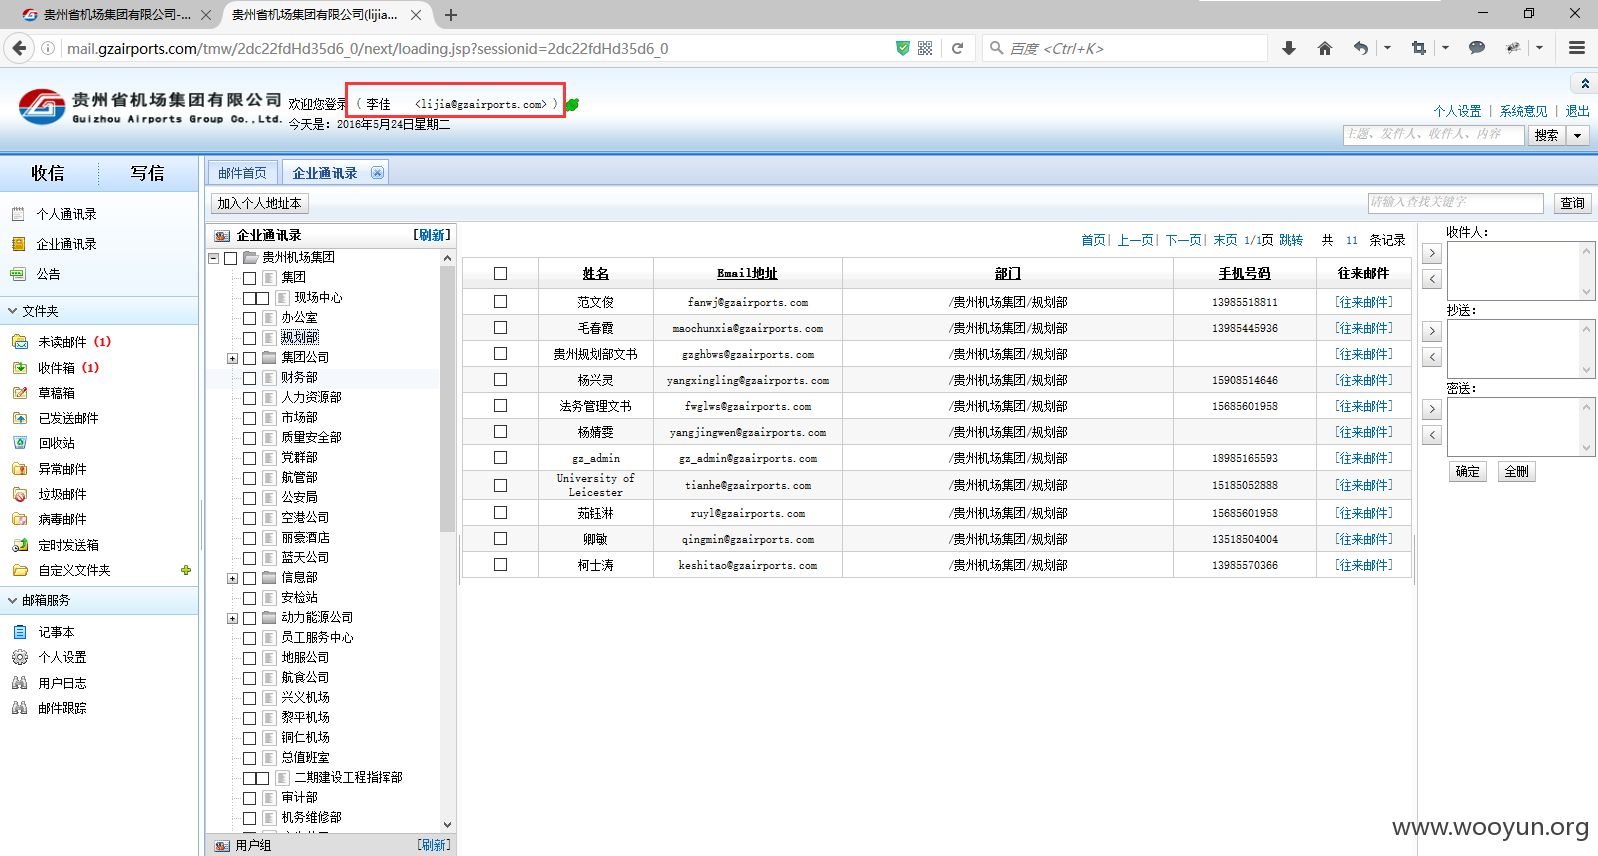 贵州省机场集团有限公司-...
贵州省机场集团有限公司(lijia...
mail.gzairports.com/tmw/2dc22fdHd35d6_0/next/loading.jsp?sessionid=2dc22fdHd35d6_0
百度 <Ctrl+K>
贵州省机场集团有限公司
Guizhou Airports Group Co.,Ltd.
欢迎您登录 ( 李佳 <lijia@gzairports.com> )
今天是：2016年5月24日星期二
个人设置 | 系统意见 | 退出
主题、发件人、收件人、内容 搜索
收信 写信
个人通讯录
企业通讯录
公告
文件夹
未读邮件 (1)
收件箱 (1)
草稿箱
已发送邮件
回收站
异常邮件
垃圾邮件
病毒邮件
定时发送箱
自定义文件夹
邮箱服务
记事本
个人设置
用户日志
邮件跟踪
邮件首页 企业通讯录
加入个人地址本
请输入查找关键字 查询
企业通讯录 [刷新]
贵州机场集团
集团
现场中心
办公室
规划部
集团公司
财务部
人力资源部
市场部
质量安全部
党群部
航管部
公安局
空港公司
丽豪酒店
蓝天公司
信息部
安检站
动力能源公司
员工服务中心
地服公司
航食公司
兴义机场
黎平机场
铜仁机场
总值班室
二期建设工程指挥部
审计部
机务维修部
用户组 [刷新]
首页| 上一页| 下一页| 末页 1/1页 跳转 共 11 条记录
姓名 Email地址 部门 手机号码 往来邮件
范文俊 fanwj@gzairports.com /贵州机场集团/规划部 13985518811 [往来邮件]
毛春霞 maochunxia@gzairports.com /贵州机场集团/规划部 13985445936 [往来邮件]
贵州规划部文书 gzghbws@gzairports.com /贵州机场集团/规划部 [往来邮件]
杨兴灵 yangxingling@gzairports.com /贵州机场集团/规划部 15908514646 [往来邮件]
法务管理文书 fwglws@gzairports.com /贵州机场集团/规划部 15685601958 [往来邮件]
杨婧雯 yangjingwen@gzairports.com /贵州机场集团/规划部 [往来邮件]
gz_admin gz_admin@gzairports.com /贵州机场集团/规划部 18985165593 [往来邮件]
University of
Leicester tianhe@gzairports.com /贵州机场集团/规划部 15185052888 [往来邮件]
茹钰淋 ruyl@gzairports.com /贵州机场集团/规划部 15685601958 [往来邮件]
卿敏 qingmin@gzairports.com /贵州机场集团/规划部 13518504004 [往来邮件]
柯士涛 keshitao@gzairports.com /贵州机场集团/规划部 13985570366 [往来邮件]
收件人：
抄送：
密送：
确定 全删
www.wooyun.org